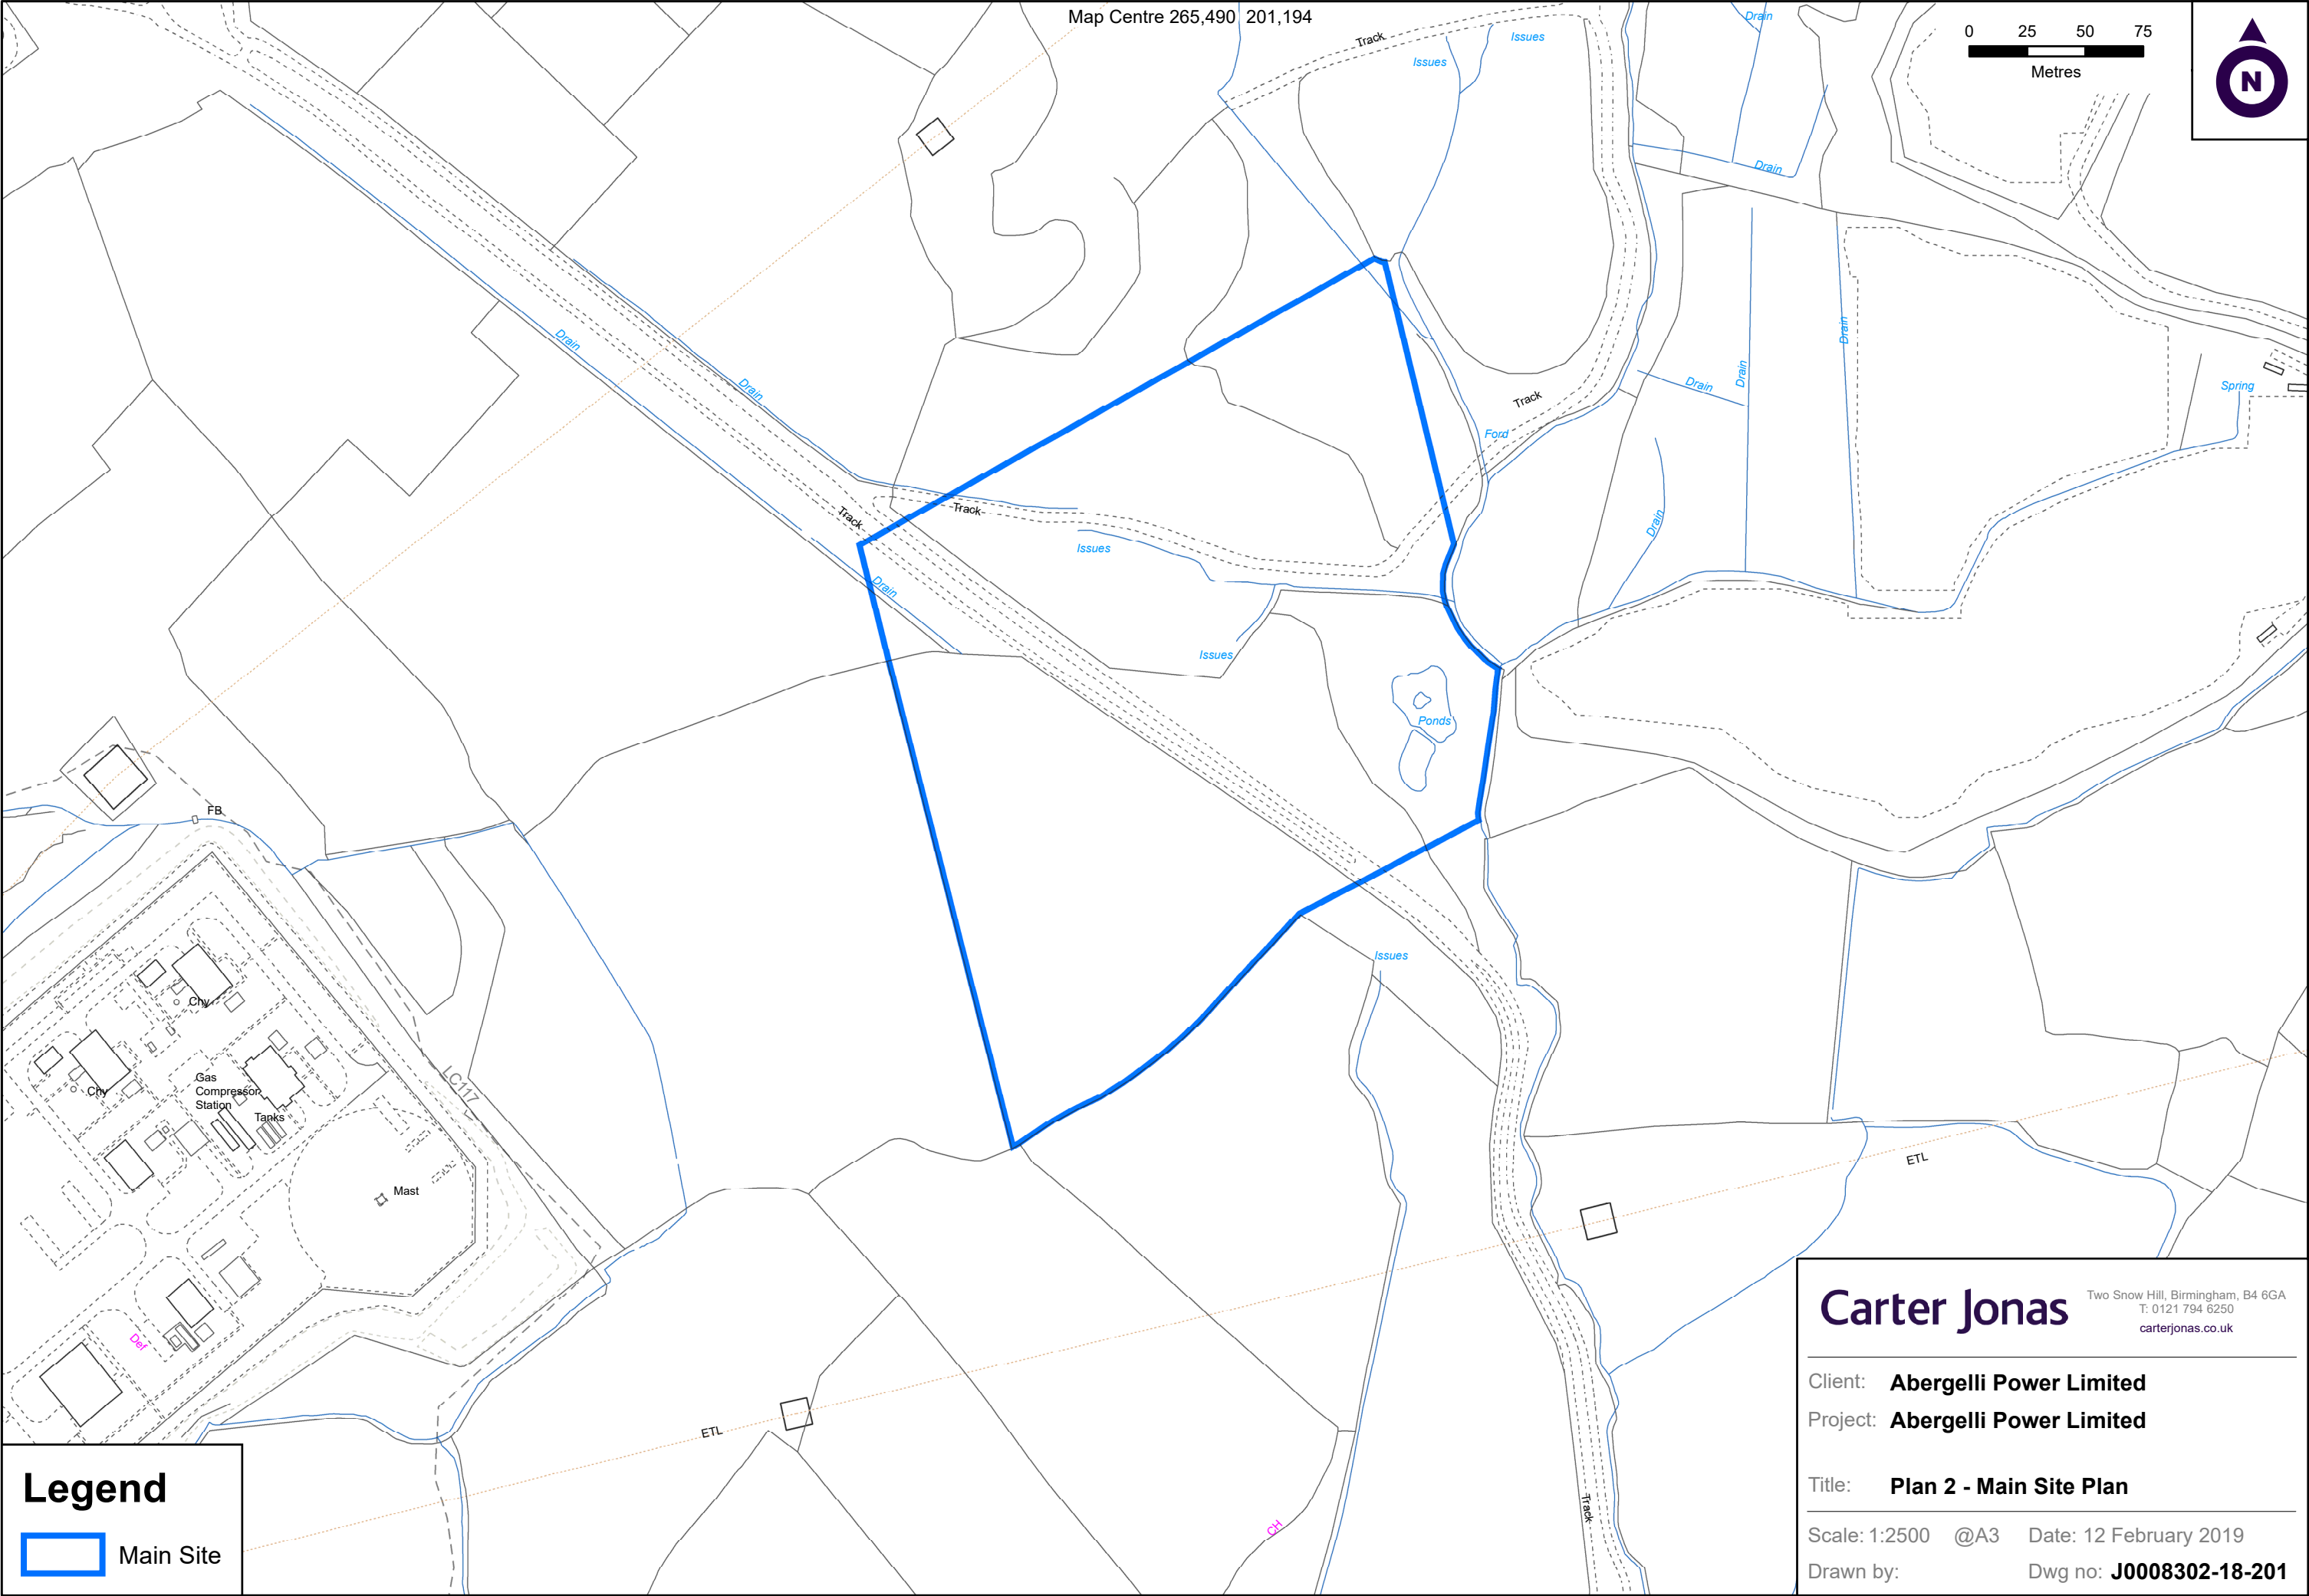 Map Centre 265,490 201,194
Drain
0 25 50 75
Metres
N
Track
Issues
Issues
Drain
Drain
Drain
Drain
Drain
Drain
Spring
Track
Ford
Track
Track
Drain
Issues
Drain
Issues
Ponds
FB
Issues
Chy
Chy
Gas
Compressor
Station
Tanks
LC117
Mast
ETL
Def
ETL
CH
Track
Legend
Main Site
Carter Jonas
Two Snow Hill, Birmingham, B4 6GA
T: 0121 794 6250
carterjonas.co.uk
Client: Abergelli Power Limited
Project: Abergelli Power Limited
Title: Plan 2 - Main Site Plan
Scale: 1:2500 @A3 Date: 12 February 2019
Drawn by: Dwg no: J0008302-18-201